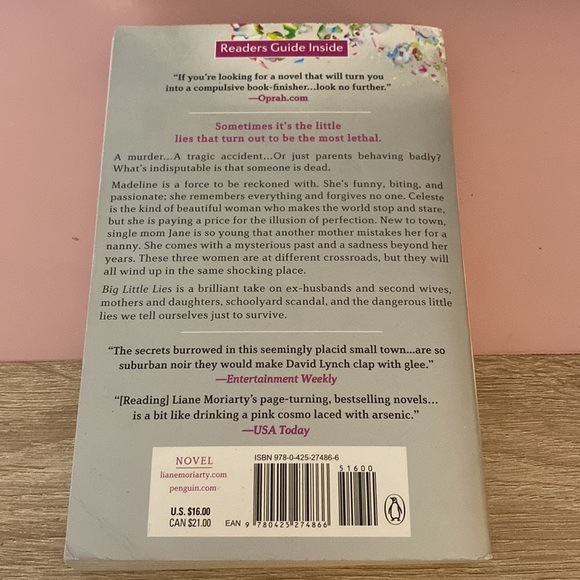 Readers Guide Inside
“If you’re looking for a novel that will turn you
into a compulsive book-finisher...look no further.”
—Oprah.com
Sometimes it’s the little
lies that turn out to be the most lethal.
A murder...A tragic accident...Or just parents behaving badly?
What’s indisputable is that someone is dead.
Madeline is a force to be reckoned with. She’s funny, biting, and
passionate; she remembers everything and forgives no one. Celeste
is the kind of beautiful woman who makes the world stop and stare,
but she is paying a price for the illusion of perfection. New to town,
single mom Jane is so young that another mother mistakes her for a
nanny. She comes with a mysterious past and a sadness beyond her
years. These three women are at different crossroads, but they will
all wind up in the same shocking place.
Big Little Lies is a brilliant take on ex-husbands and second wives,
mothers and daughters, schoolyard scandal, and the dangerous little
lies we tell ourselves just to survive.
“The secrets burrowed in this seemingly placid small town...are so
suburban noir they would make David Lynch clap with glee.”
—Entertainment Weekly
“[Reading] Liane Moriarty’s page-turning, bestselling novels...
is a bit like drinking a pink cosmo laced with arsenic.”
—USA Today
NOVEL
lianemoriarty.com
penguin.com
U.S. $16.00
CAN $21.00
ISBN 978-0-425-27486-6
51600
EAN 9 780425 274866